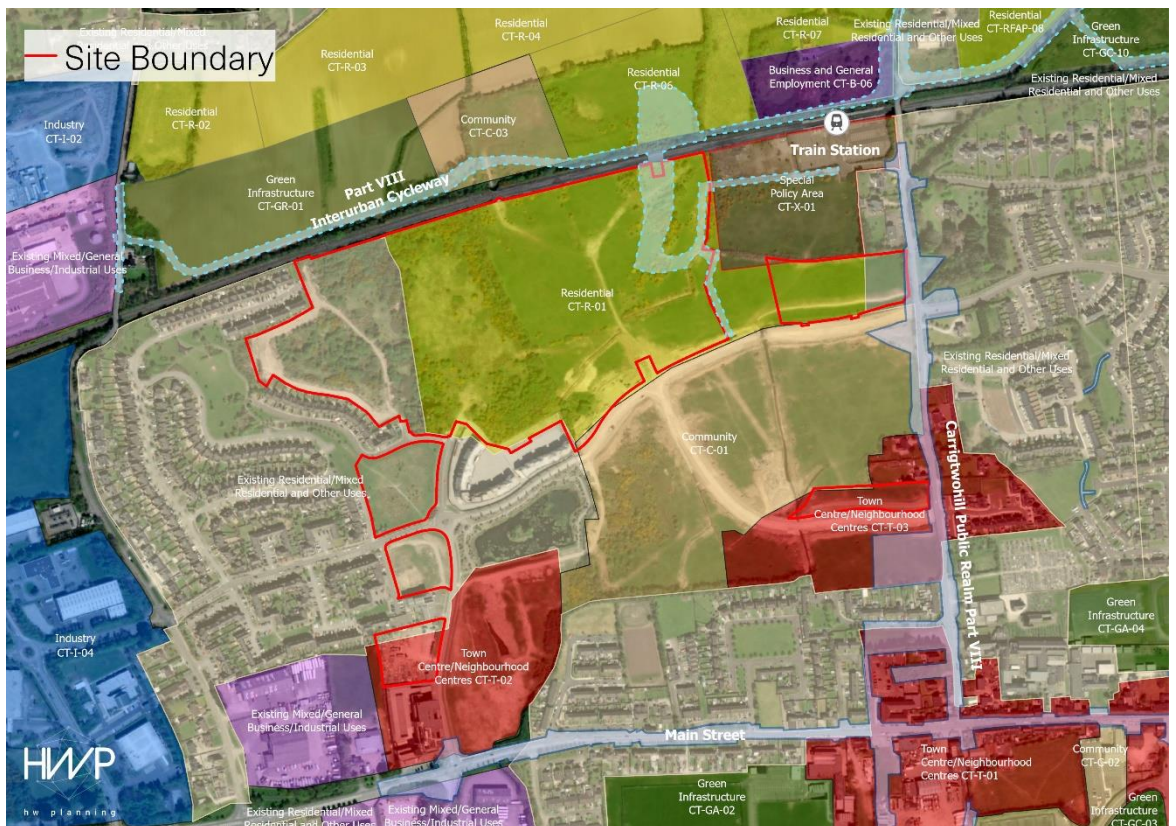 Site Boundary
Residential
CT-R-04
Residential
CT-R-03
Residential
CT-R-07
Existing Residential/Mixed
Residential and Other Uses
Residential
CT-RFAP-08
Green
Infrastructure
CT-GC-10
Existing Residential/Mixed
Residential and Other Uses
Business and General
Employment CT-B-06
Residential
Industry
CT-I-02
Residential
CT-R-02
Community
CT-C-03
Train Station
Green
Infrastructure
CT-GR-01
Part VIII
Interurban Cycleway
Special
Policy Area
CT-X-01
Existing Mixed/General
Business/Industrial Uses
Residential
CT-R-01
Existing Residential/Mixed
Residential and Other Uses
Community
CT-C-01
Existing Residential/Mixed
Residential and Other Uses
Town
Centre/Neighbourhood
Centres CT-T-03
Carrigtwohill Public Realm Part VIII
Green
Infrastructure
CT-GA-04
Industry
CT-I-04
Town
Centre/Neighbourhood
Centres CT-T-02
Existing Mixed/General
Business/Industrial Uses
Main Street
Town
Centre/Neighbourhood
Centres CT-T-01
Community
CT-C-02
Green
Infrastructure
CT-GA-02
Green
Infrastructure
CT-GC-03
HWP
hw planning
Existing Residential/Mixed
Residential and Other Uses
Existing Mixed/General
Business/Industrial Uses